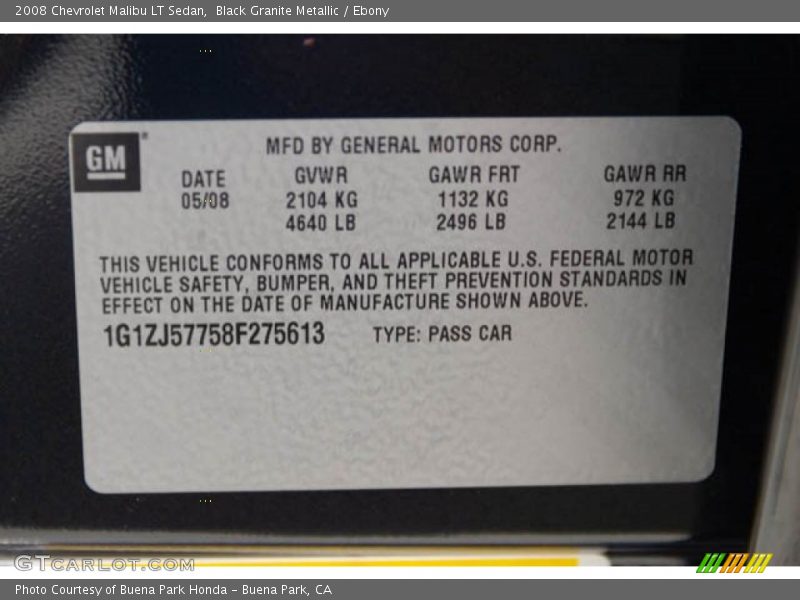 2008 Chevrolet Malibu LT Sedan,  Black Granite Metallic / Ebony
GM
MFD BY GENERAL MOTORS CORP.
DATE GVWR GAWR FRT GAWR RR
05/08 2104 KG 1132 KG 972 KG
4640 LB 2496 LB 2144 LB
THIS VEHICLE CONFORMS TO ALL APPLICABLE U.S. FEDERAL MOTOR
VEHICLE SAFETY, BUMPER, AND THEFT PREVENTION STANDARDS IN
EFFECT ON THE DATE OF MANUFACTURE SHOWN ABOVE.
1G1ZJ57758F275613 TYPE: PASS CAR
GTCARLOT.COM
Photo Courtesy of Buena Park Honda - Buena Park, CA